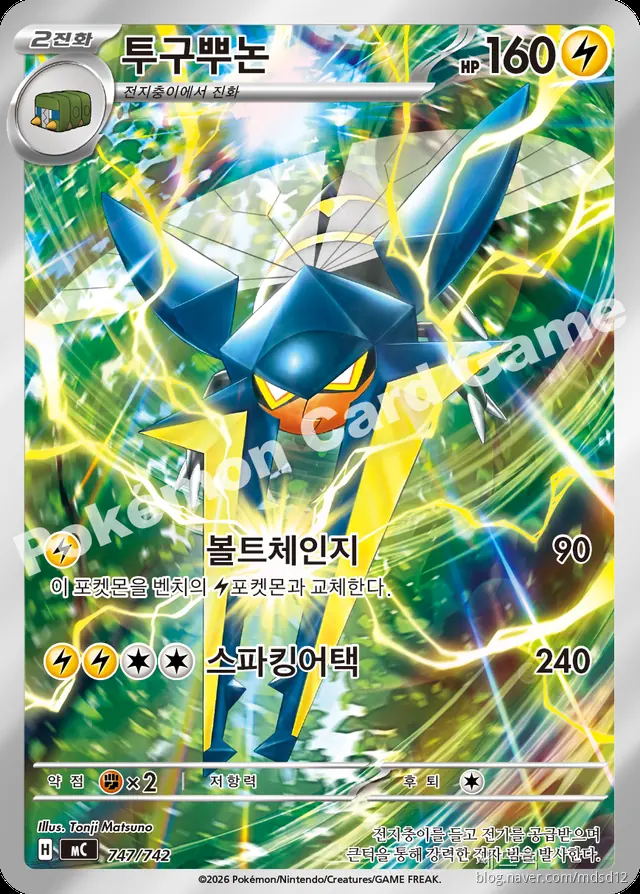 2진화
투구뿌논
HP 160
전지충이에서 진화
Pokémon Card Game
볼트체인지 90
이 포켓몬을 벤치의 포켓몬과 교체한다.
스파킹어택 240
약점 ×2 저항력 후퇴
Illus. Tonji Matsuno
H mC 747/742
전지충이를 들고 전기를 공급받으며
큰턱을 통해 강력한 전자 빔을 발사한다.
©2026 Pokémon/Nintendo/Creatures/GAME FREAK.
blog.naver.com/mdsd12